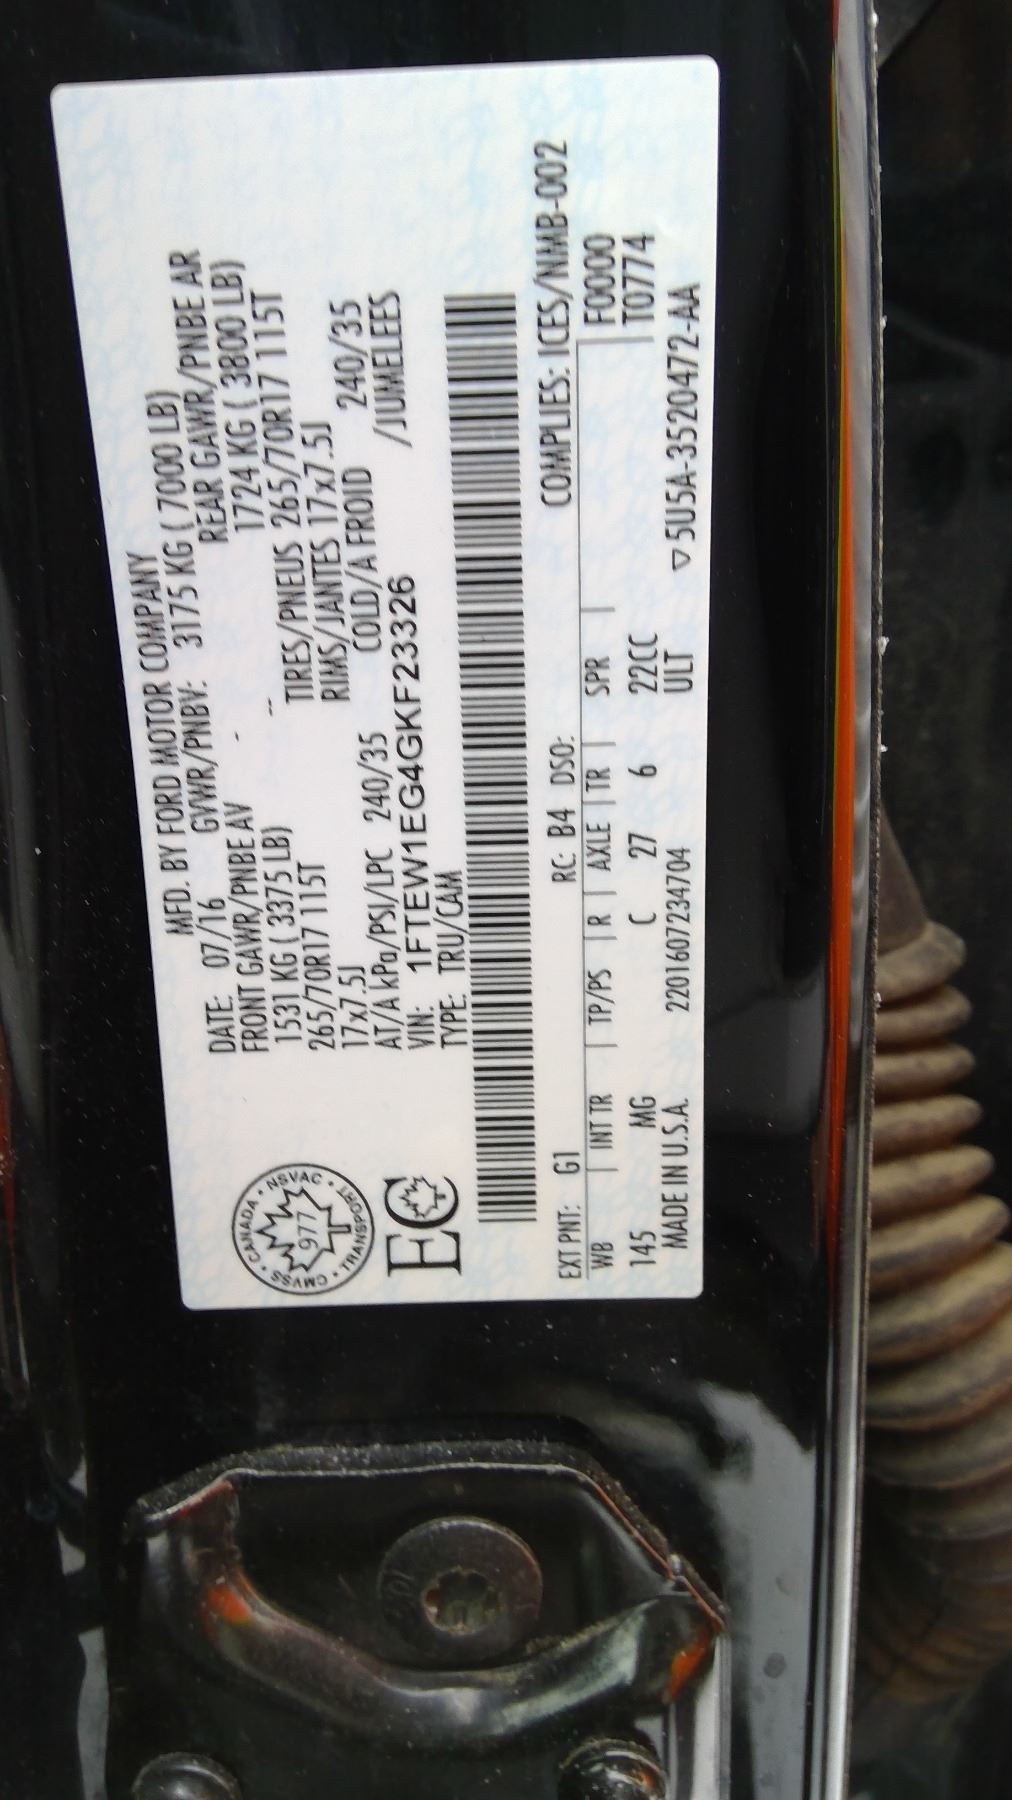 MFD. BY FORD MOTOR COMPANY
DATE: 07/16 GVWR/PNBV: 3175 KG ( 7000 LB)
FRONT GAWR/PNBE AV - --- REAR GAWR/PNBE AR
1531 KG ( 3375 LB) 1724 KG ( 3800 LB)
265/70R17 115T TIRES/PNEUS 265/70R17 115T
17x7.5J RIMS/JANTES 17x7.5J
AT/A kPa/PSI/LPC 240/35 COLD/A FROID 240/35
VIN: 1FTEW1EG4GKF23326 /JUMELEES
TYPE: TRU/CAM
CANADA • NSVAC • TRANSPORT • CMVSS •
977
EC
COMPLIES: ICES/NMB-002
EXT PNT: G1 RC: B4 DSO: F0000
WB | INT TR | TP/PS | R | AXLE | TR | SPR | T0774
145 MG C 27 6 22CC
ULT
MADE IN U.S.A. 2201607234704 ▽5U5A-3520472-AA